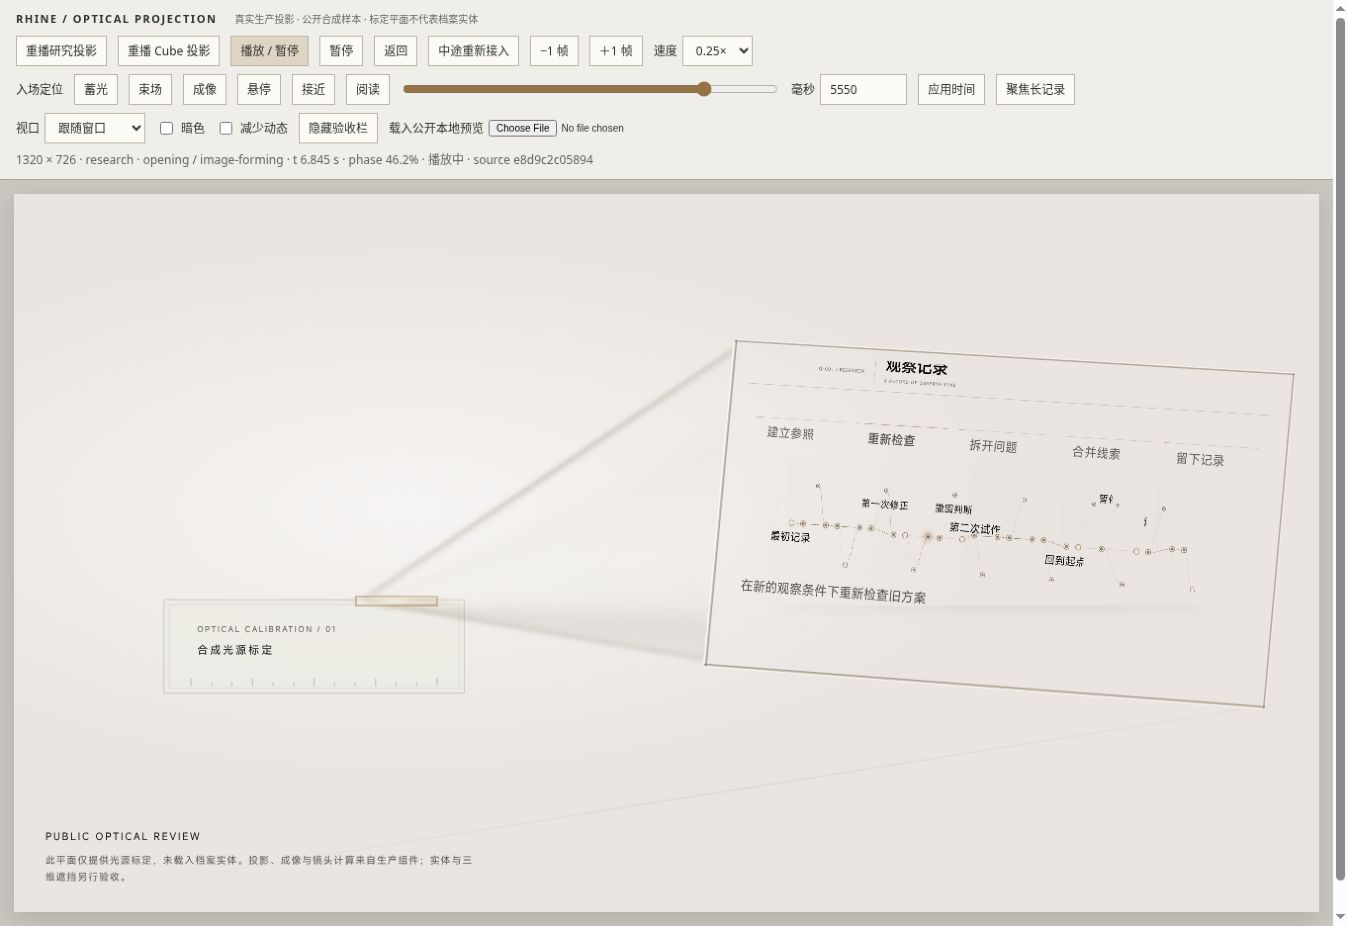 RHINE / OPTICAL PROJECTION 真实生产投影 · 公开合成样本 · 标定平面不代表档案实体
重播研究投影 重播 Cube 投影 播放 / 暂停 暂停 返回 中途重新接入 −1 帧 ＋1 帧 速度 0.25×
入场定位 蓄光 束场 成像 悬停 接近 阅读 毫秒 5550 应用时间 聚焦长记录
视口 跟随窗口 暗色 减少动态 隐藏验收栏 载入公开本地预览 Choose File No file chosen
1320 × 726 · research · opening / image-forming · t 6.845 s · phase 46.2% · 播放中 · source e8d9c2c05894
/ RESEARCH 观察记录
A RECORD OF
建立参照 重新检查 拆开问题 合并线索 留下记录
第一次修正
第二次试作
最初记录
回到起点
在新的观察条件下重新检查旧方案
OPTICAL CALIBRATION / 01
合成光源标定
PUBLIC OPTICAL REVIEW
此平面仅提供光源标定，未载入档案实体。投影、成像与镜头计算来自生产组件；实体与三
维遮挡另行验收。